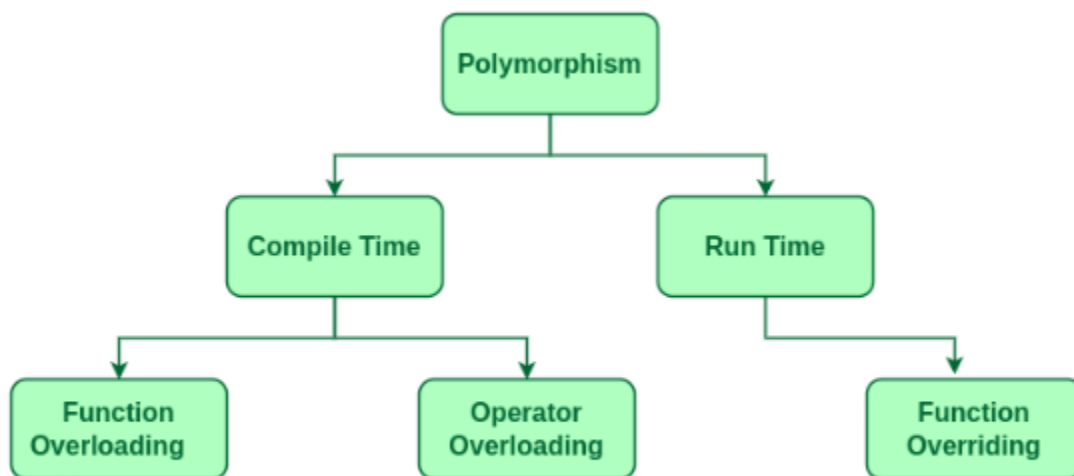 Polymorphism
Compile Time
Run Time
Function
Overloading
Operator
Overloading
Function
Overriding